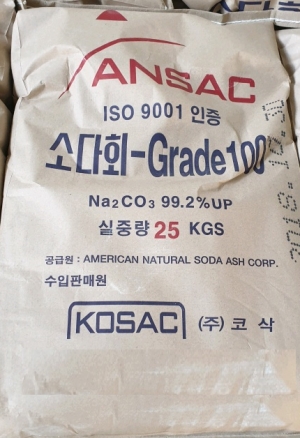 ANSAC
ISO 9001 인증
소다회-Grade100
Na₂CO₃ 99.2%UP
실중량 25 KGS
공급원 : AMERICAN NATURAL SODA ASH CORP.
수입판매원
KOSAC (주) 코삭